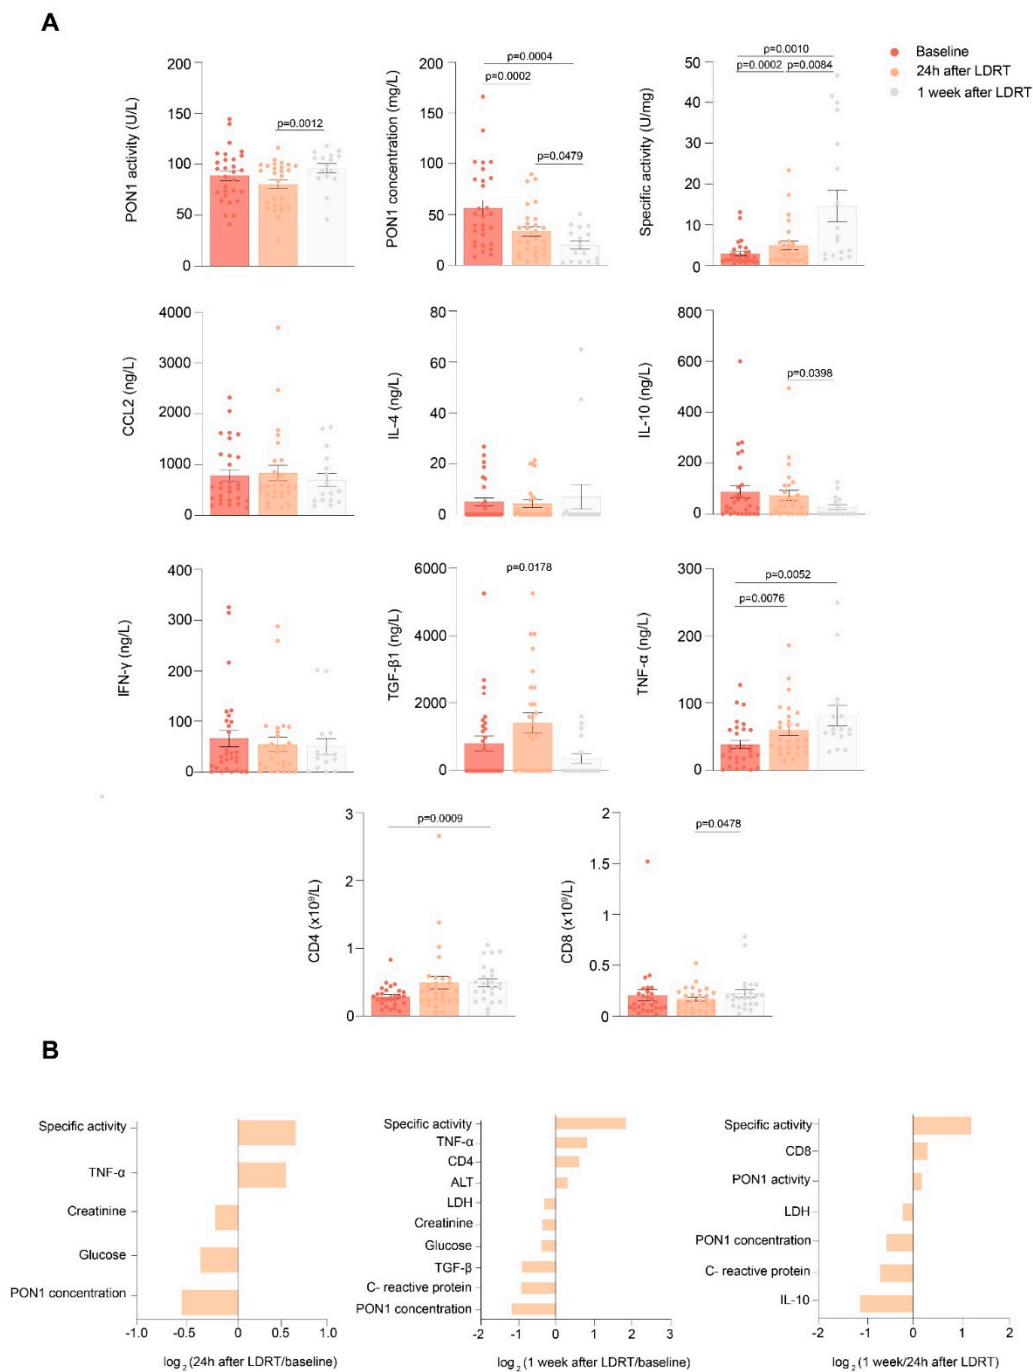 A
Baseline
24h after LDRT
1 week after LDRT
PON1 activity (U/L)
200
150
100
50
0
p=0.0012
PON1 concentration (mg/L)
200
150
100
50
0
p=0.0004
p=0.0002
p=0.0479
Specific activity (U/mg)
50
40
30
20
10
0
p=0.0010
p=0.0002
p=0.0084
CCL2 (ng/L)
4000
3000
2000
1000
0
IL-4 (ng/L)
80
60
40
20
0
IL-10 (ng/L)
800
600
400
200
0
p=0.0398
IFN-γ (ng/L)
400
300
200
100
0
TGF-β1 (ng/L)
6000
4000
2000
0
p=0.0178
TNF-α (ng/L)
300
200
100
0
p=0.0052
p=0.0076
CD4 (x10⁹/L)
3
2
1
0
p=0.0009
CD8 (x10⁹/L)
2
1.5
1
0.5
0
p=0.0478
B
Specific activity
TNF-α
Creatinine
Glucose
PON1 concentration
-1.0 -0.5 0 0.5 1.0
log₂ (24h after LDRT/baseline)
Specific activity
TNF-α
CD4
ALT
LDH
Creatinine
Glucose
TGF-β
C- reactive protein
PON1 concentration
-2 -1 0 1 2 3
log₂ (1 week after LDRT/baseline)
Specific activity
CD8
PON1 activity
LDH
PON1 concentration
C- reactive protein
IL-10
-2 -1 0 1 2
log₂ (1 week/24h after LDRT)